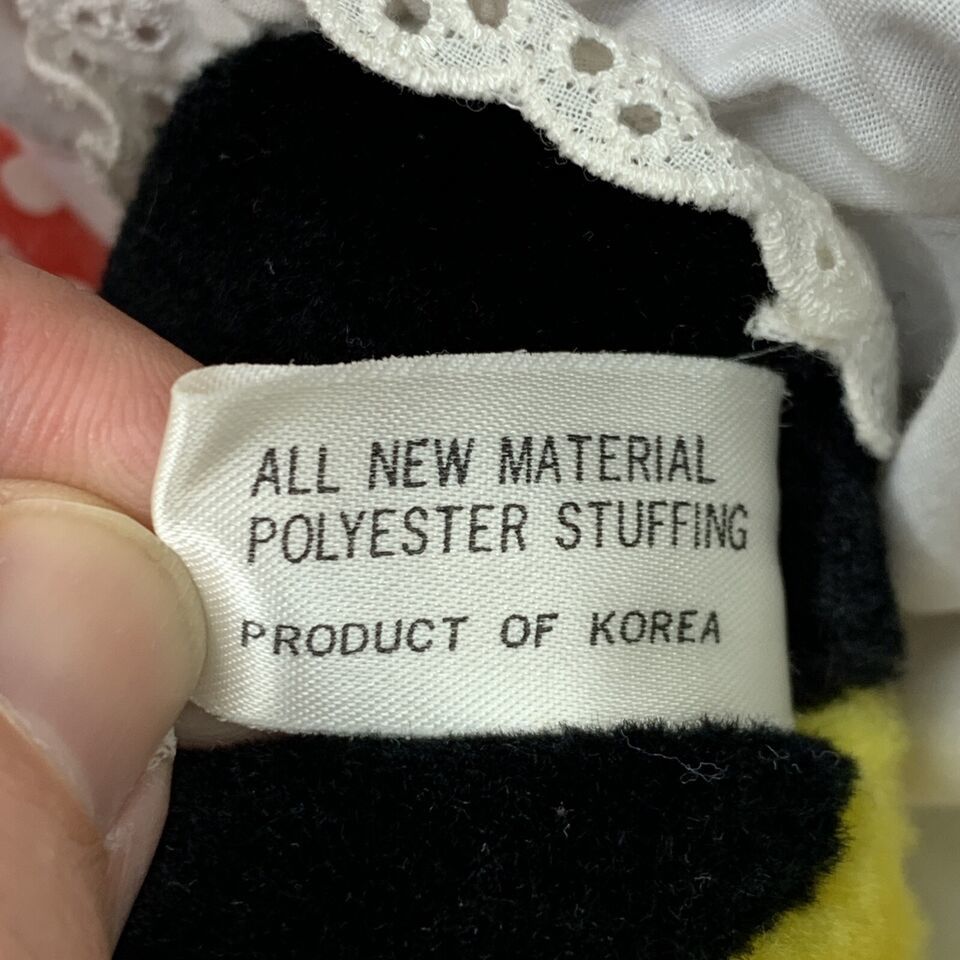 ALL NEW MATERIAL
POLYESTER STUFFING
PRODUCT OF KOREA